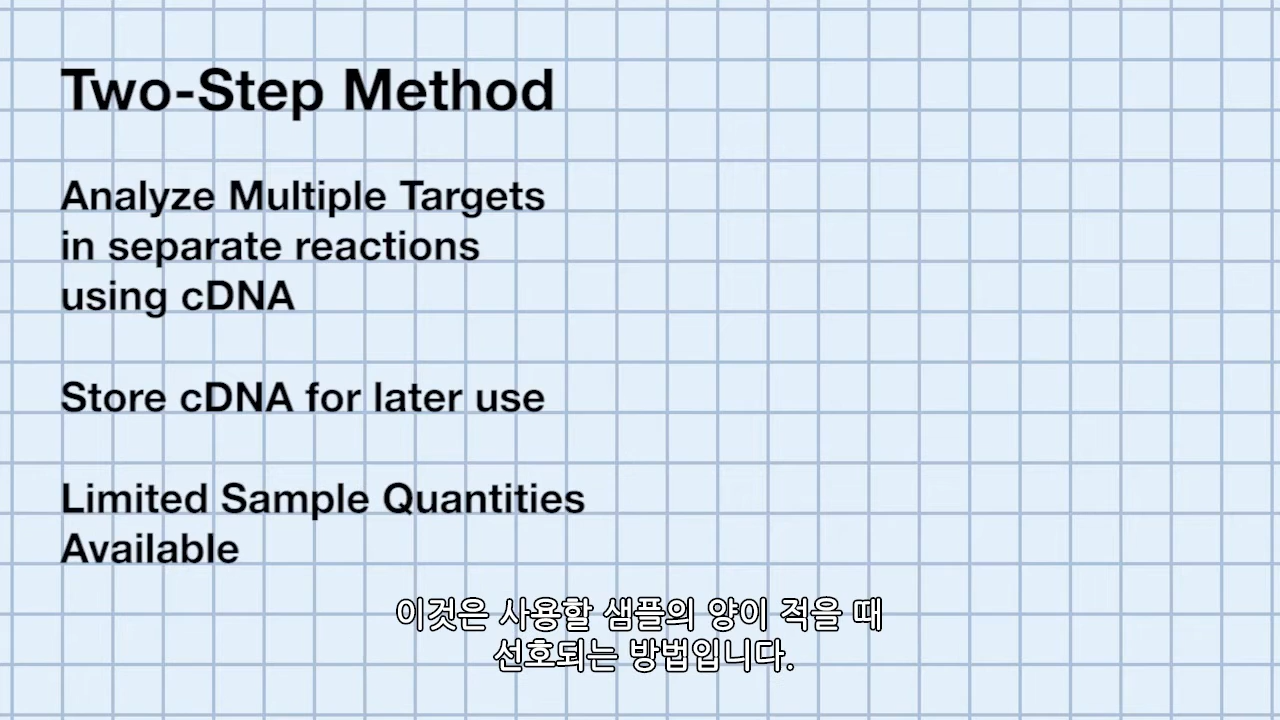 Two-Step Method
Analyze Multiple Targets
in separate reactions
using cDNA
Store cDNA for later use
Limited Sample Quantities
Available
이것은 사용할 샘플의 양이 적을 때
선호되는 방법입니다.